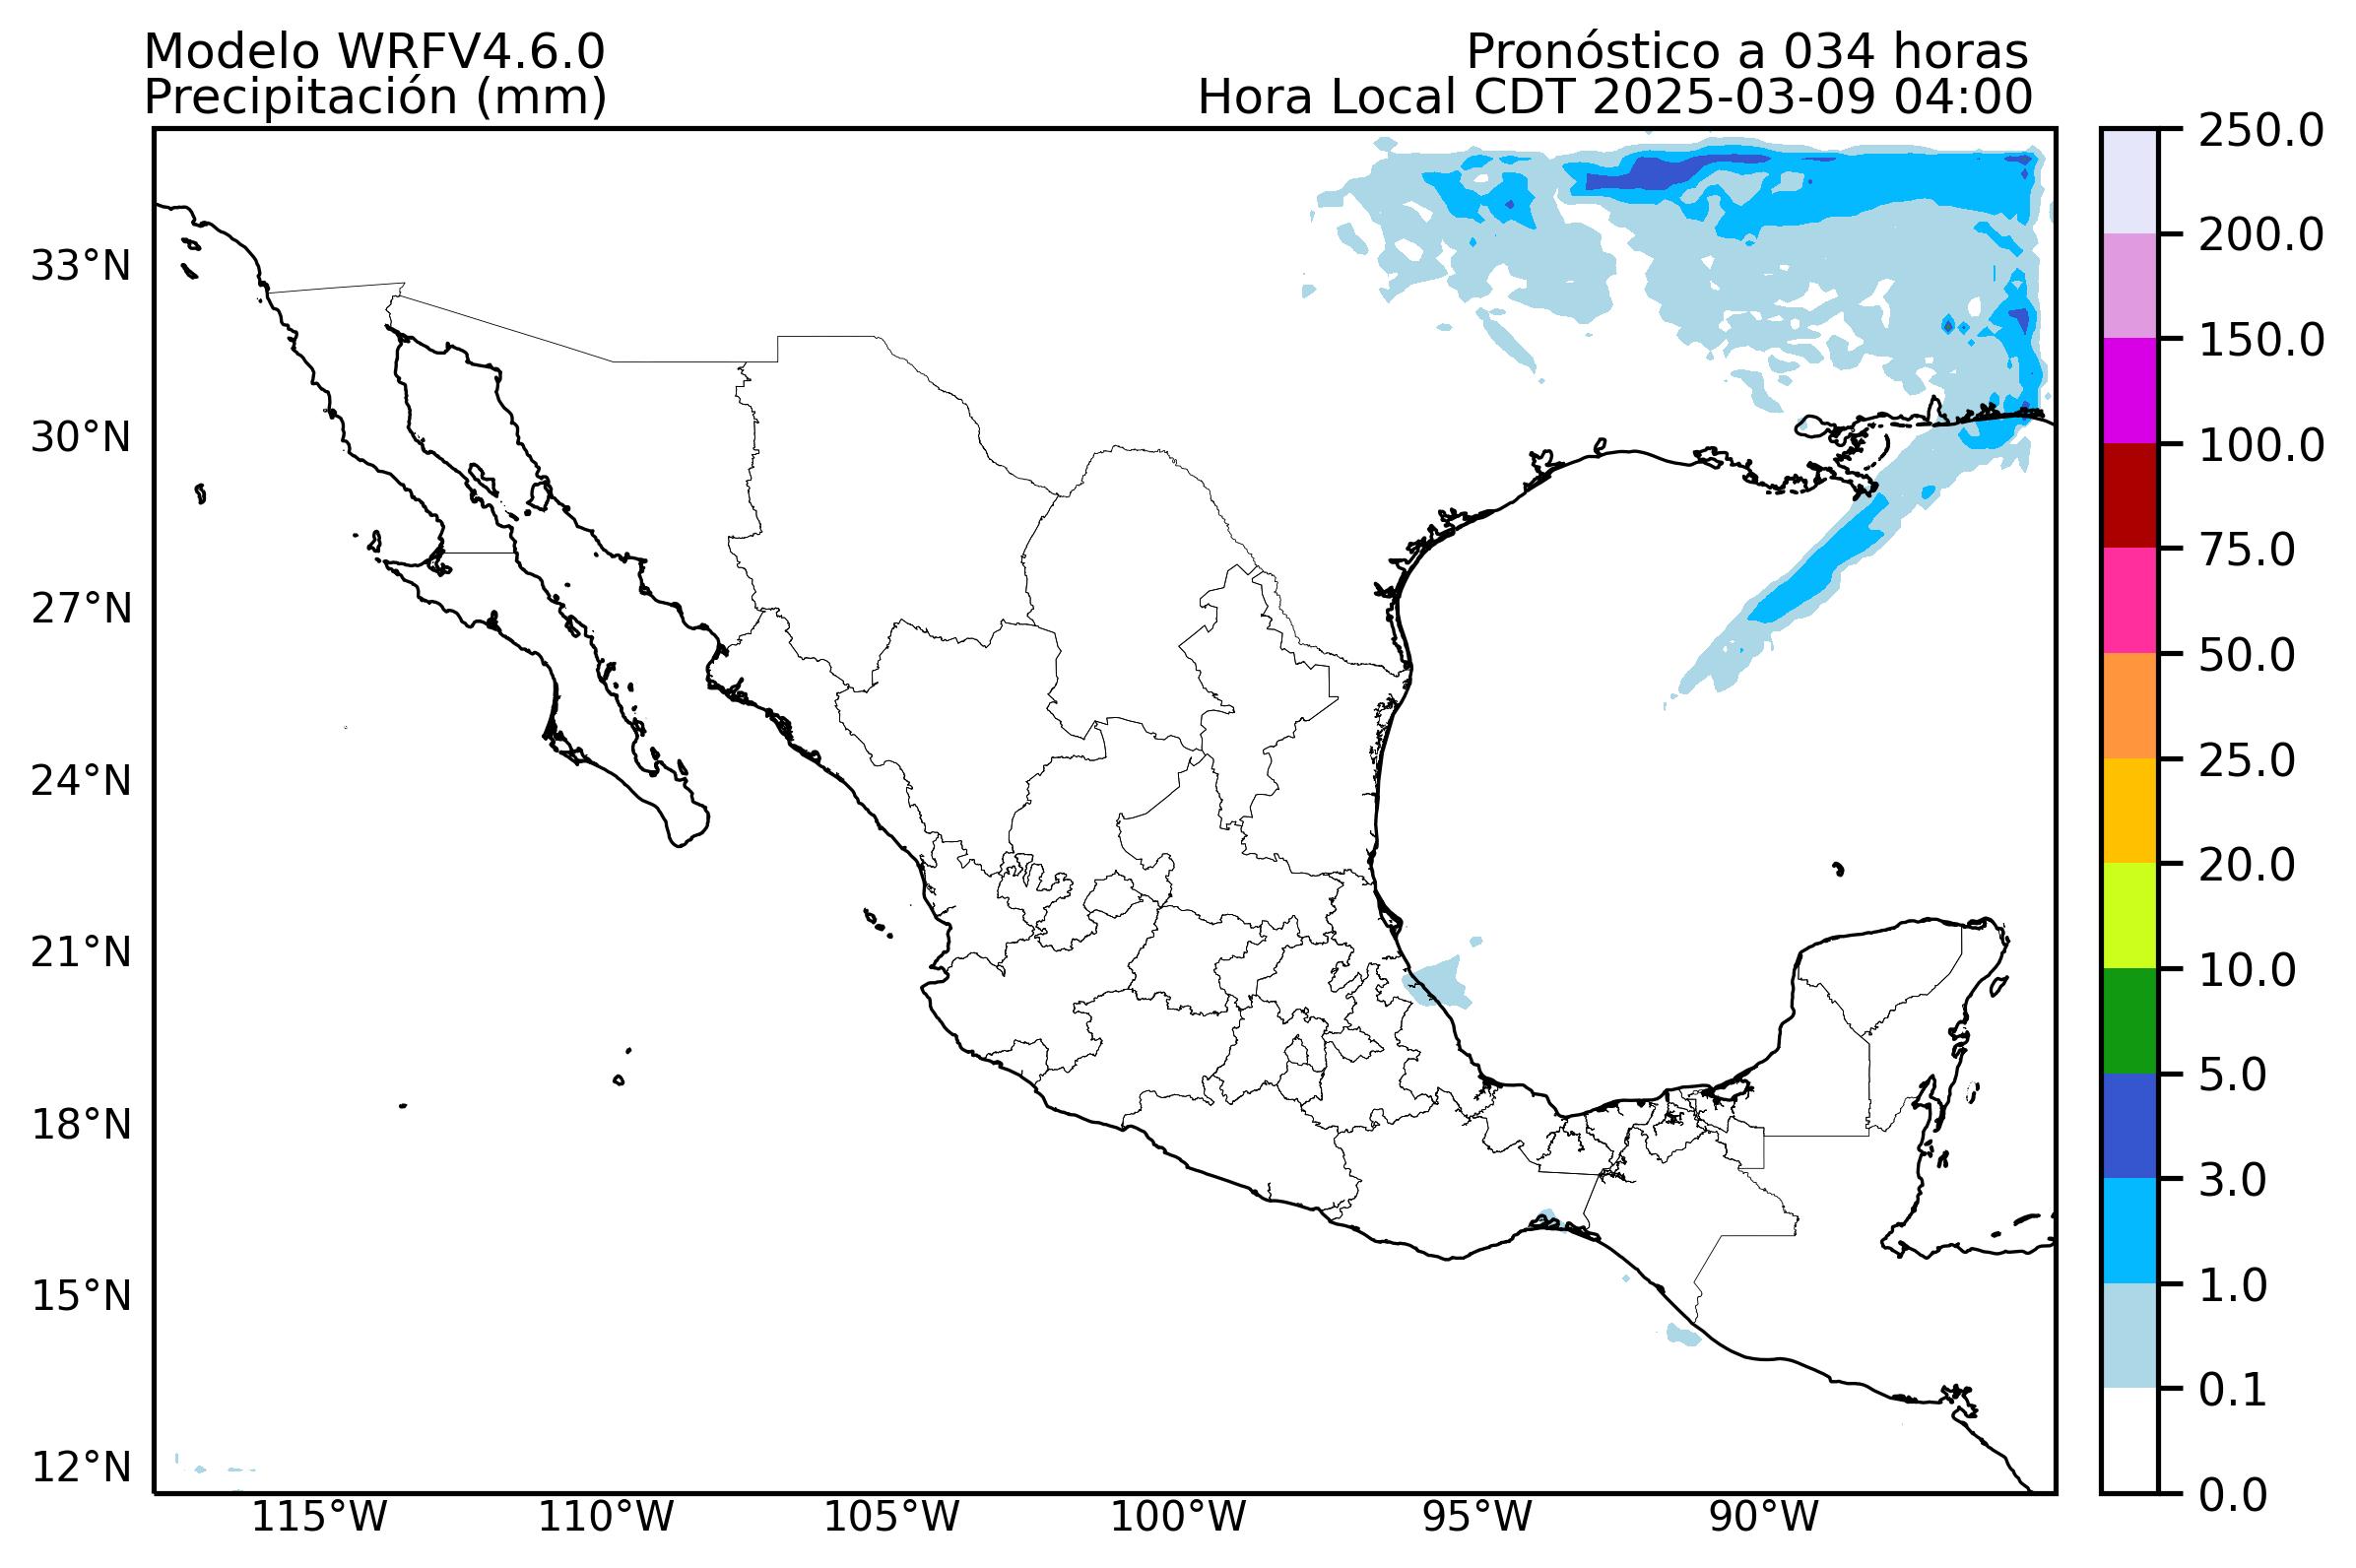 Modelo WRFV4.6.0
Pronóstico a 034 horas
Precipitación (mm)
Hora Local CDT 2025-03-09 04:00
33°N
30°N
27°N
24°N
21°N
18°N
15°N
12°N
115°W
110°W
105°W
100°W
95°W
90°W
250.0
200.0
150.0
100.0
75.0
50.0
25.0
20.0
10.0
5.0
3.0
1.0
0.1
0.0